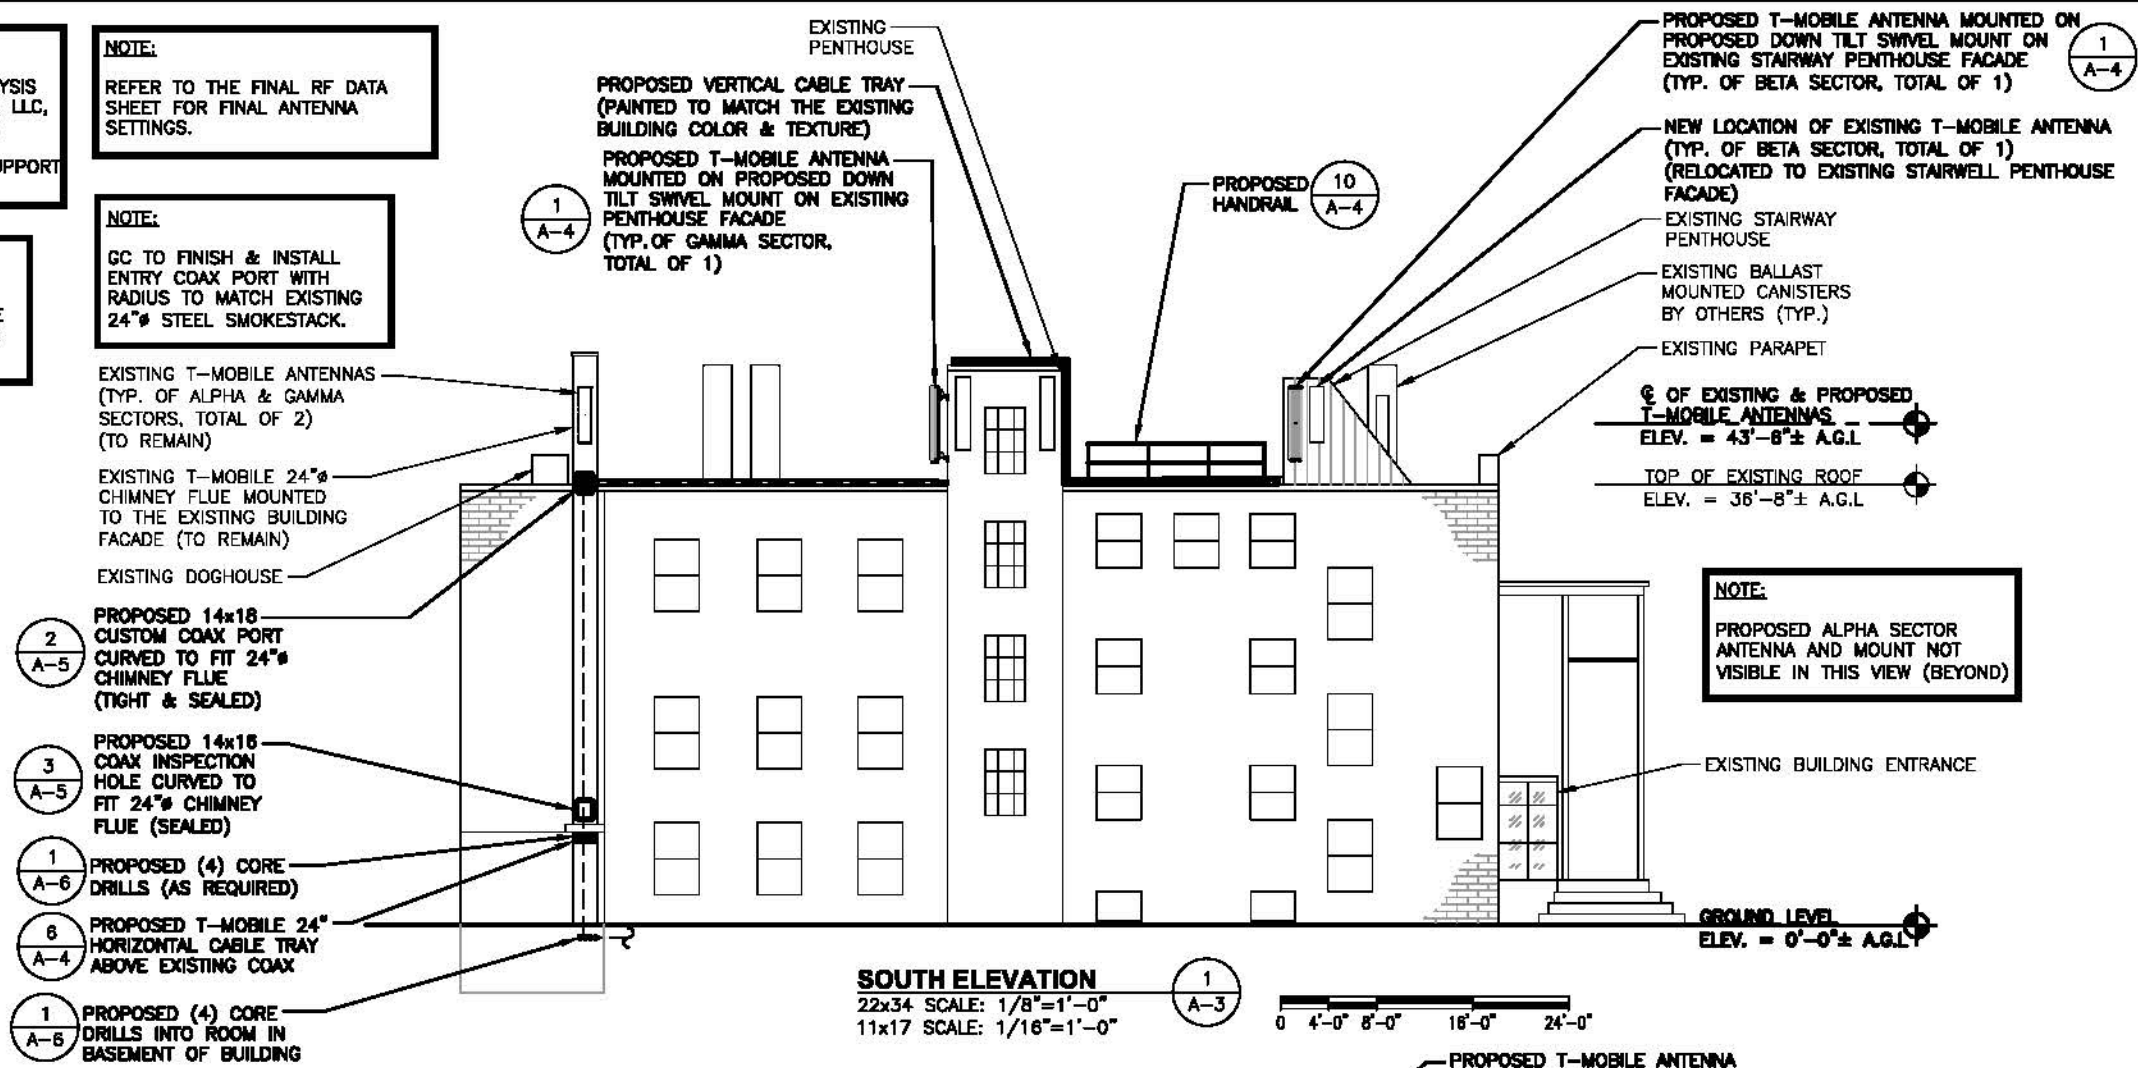 YSIS
LLC,
UPPORT
NOTE:
REFER TO THE FINAL RF DATA
SHEET FOR FINAL ANTENNA
SETTINGS.
NOTE:
GC TO FINISH & INSTALL
ENTRY COAX PORT WITH
RADIUS TO MATCH EXISTING
24"ø STEEL SMOKESTACK.
EXISTING T-MOBILE ANTENNAS
(TYP. OF ALPHA & GAMMA
SECTORS, TOTAL OF 2)
(TO REMAIN)
EXISTING T-MOBILE 24"ø
CHIMNEY FLUE MOUNTED
TO THE EXISTING BUILDING
FACADE (TO REMAIN)
EXISTING DOGHOUSE
2
A-5
PROPOSED 14x16
CUSTOM COAX PORT
CURVED TO FIT 24"ø
CHIMNEY FLUE
(TIGHT & SEALED)
3
A-5
PROPOSED 14x16
COAX INSPECTION
HOLE CURVED TO
FIT 24"ø CHIMNEY
FLUE (SEALED)
1
A-6
PROPOSED (4) CORE
DRILLS (AS REQUIRED)
6
A-4
PROPOSED T-MOBILE 24"
HORIZONTAL CABLE TRAY
ABOVE EXISTING COAX
1
A-6
PROPOSED (4) CORE
DRILLS INTO ROOM IN
BASEMENT OF BUILDING
EXISTING
PENTHOUSE
PROPOSED VERTICAL CABLE TRAY
(PAINTED TO MATCH THE EXISTING
BUILDING COLOR & TEXTURE)
1
A-4
PROPOSED T-MOBILE ANTENNA
MOUNTED ON PROPOSED DOWN
TILT SWIVEL MOUNT ON EXISTING
PENTHOUSE FACADE
(TYP.OF GAMMA SECTOR,
TOTAL OF 1)
PROPOSED
HANDRAIL
10
A-4
PROPOSED T-MOBILE ANTENNA MOUNTED ON
PROPOSED DOWN TILT SWIVEL MOUNT ON
EXISTING STAIRWAY PENTHOUSE FACADE
(TYP. OF BETA SECTOR, TOTAL OF 1)
1
A-4
NEW LOCATION OF EXISTING T-MOBILE ANTENNA
(TYP. OF BETA SECTOR, TOTAL OF 1)
(RELOCATED TO EXISTING STAIRWELL PENTHOUSE
FACADE)
EXISTING STAIRWAY
PENTHOUSE
EXISTING BALLAST
MOUNTED CANISTERS
BY OTHERS (TYP.)
EXISTING PARAPET
℄ OF EXISTING & PROPOSED
T-MOBILE ANTENNAS
ELEV. = 43'-6"± A.G.L
TOP OF EXISTING ROOF
ELEV. = 36'-8"± A.G.L
NOTE:
PROPOSED ALPHA SECTOR
ANTENNA AND MOUNT NOT
VISIBLE IN THIS VIEW (BEYOND)
EXISTING BUILDING ENTRANCE
GROUND LEVEL
ELEV. = 0'-0"± A.G.L
SOUTH ELEVATION
22x34 SCALE: 1/8"=1'-0"
11x17 SCALE: 1/16"=1'-0"
1
A-3
0 4'-0" 8'-0" 16'-0" 24'-0"
PROPOSED T-MOBILE ANTENNA